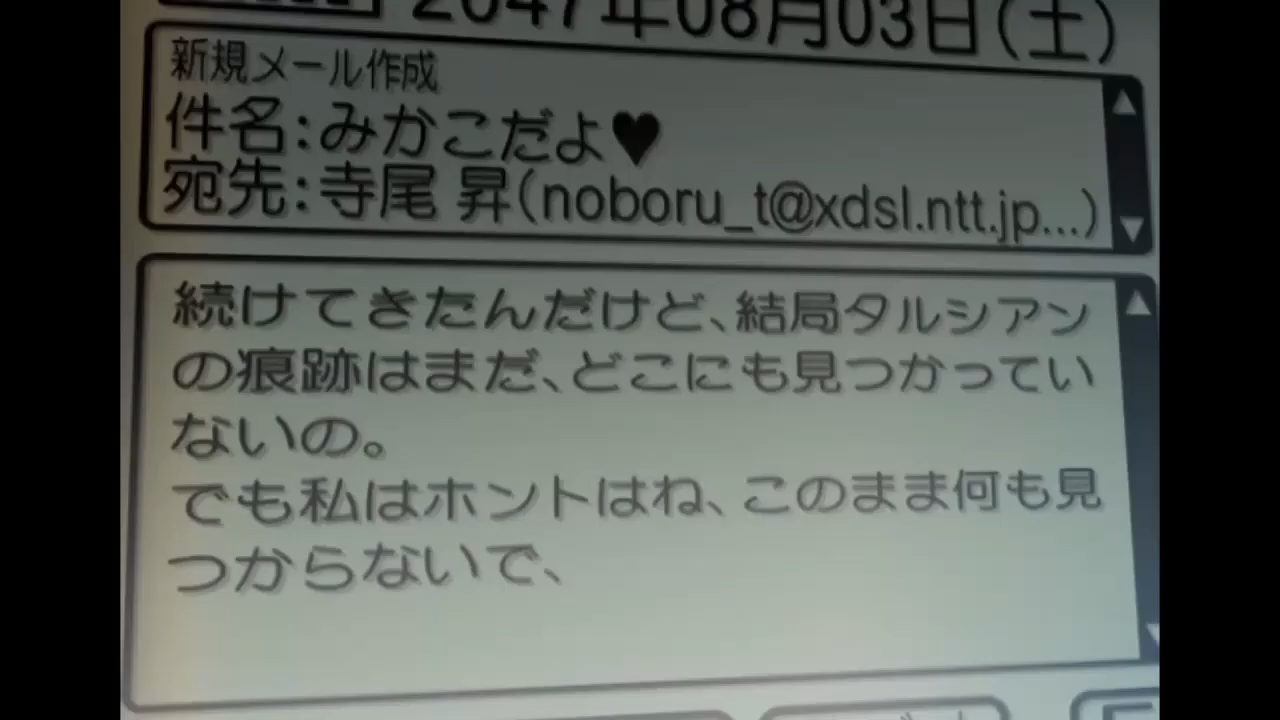 2047年08月03日(土)
新規メール作成
件名:みかこだよ♥
宛先:寺尾 昇(noboru_t@xdsl.ntt.jp...)
続けてきたんだけど、結局タルシアン
の痕跡はまだ、どこにも見つかってい
ないの。
でも私はホントはね、このまま何も見
つからないで、